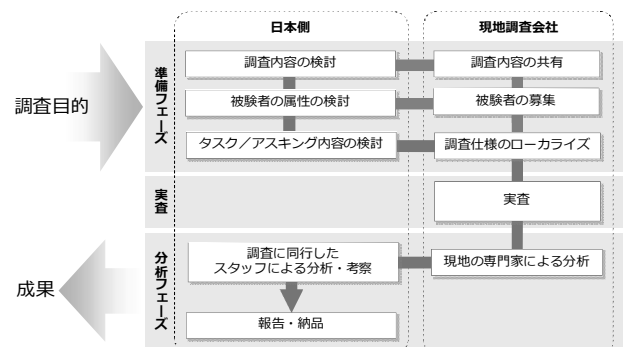 日本側
現地調査会社
調査目的
準備フェーズ
調査内容の検討
調査内容の共有
被験者の属性の検討
被験者の募集
タスク／アスキング内容の検討
調査仕様のローカライズ
実査
実査
成果
分析フェーズ
調査に同行した
スタッフによる分析・考察
現地の専門家による分析
報告・納品